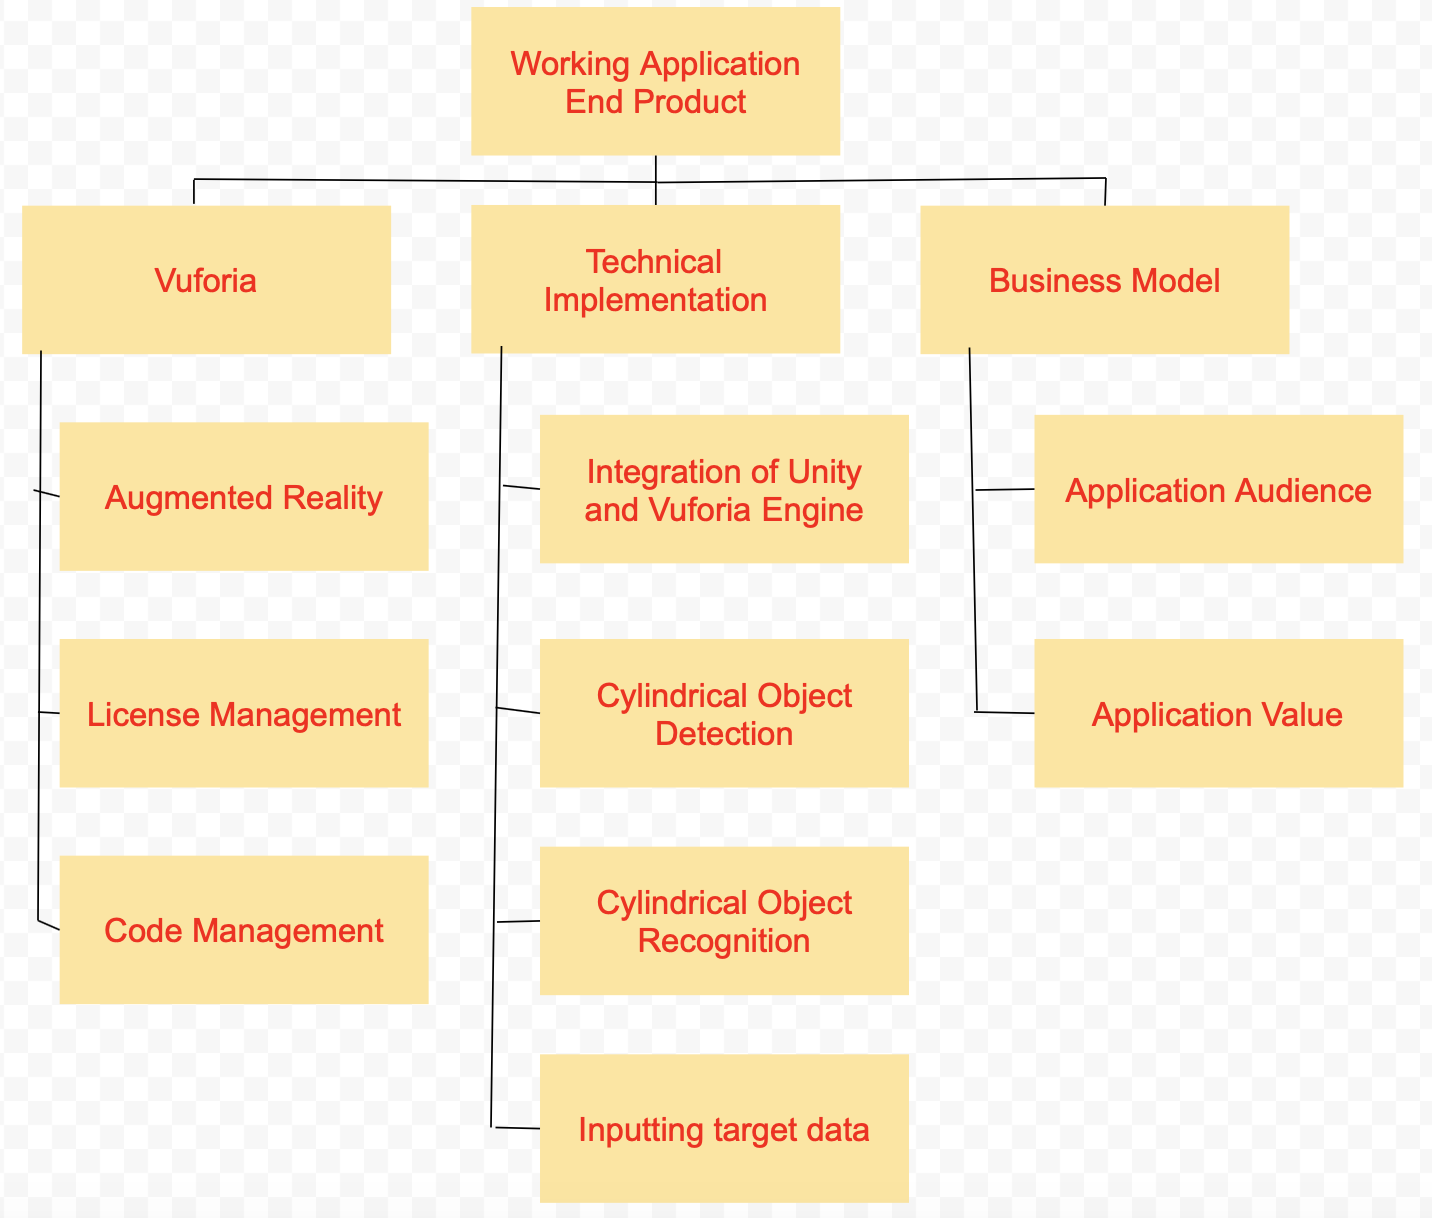 Working Application
End Product
Vuforia
Technical
Implementation
Business Model
Augmented Reality
License Management
Code Management
Integration of Unity
and Vuforia Engine
Cylindrical Object
Detection
Cylindrical Object
Recognition
Inputting target data
Application Audience
Application Value